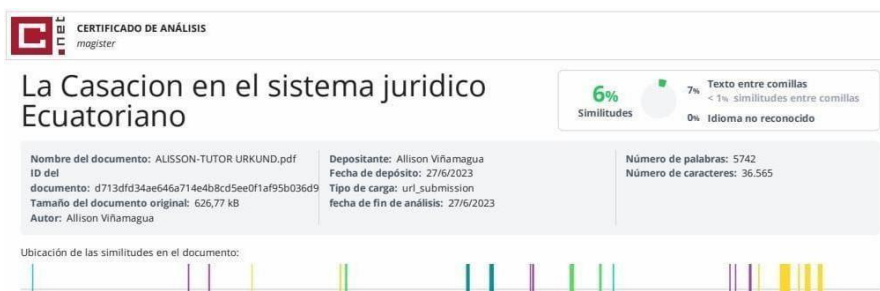 .net
CERTIFICADO DE ANÁLISIS
magister
La Casacion en el sistema juridico
Ecuatoriano
6%
Similitudes
7% Texto entre comillas
< 1% similitudes entre comillas
0% Idioma no reconocido
Nombre del documento: ALISSON-TUTOR URKUND.pdf
ID del
documento: d713dfd34ae646a714e4b8cd5ee0f1af95b036d9
Tamaño del documento original: 626,77 kB
Autor: Allison Viñamagua
Depositante: Allison Viñamagua
Fecha de depósito: 27/6/2023
Tipo de carga: url_submission
fecha de fin de análisis: 27/6/2023
Número de palabras: 5742
Número de caracteres: 36.565
Ubicación de las similitudes en el documento: